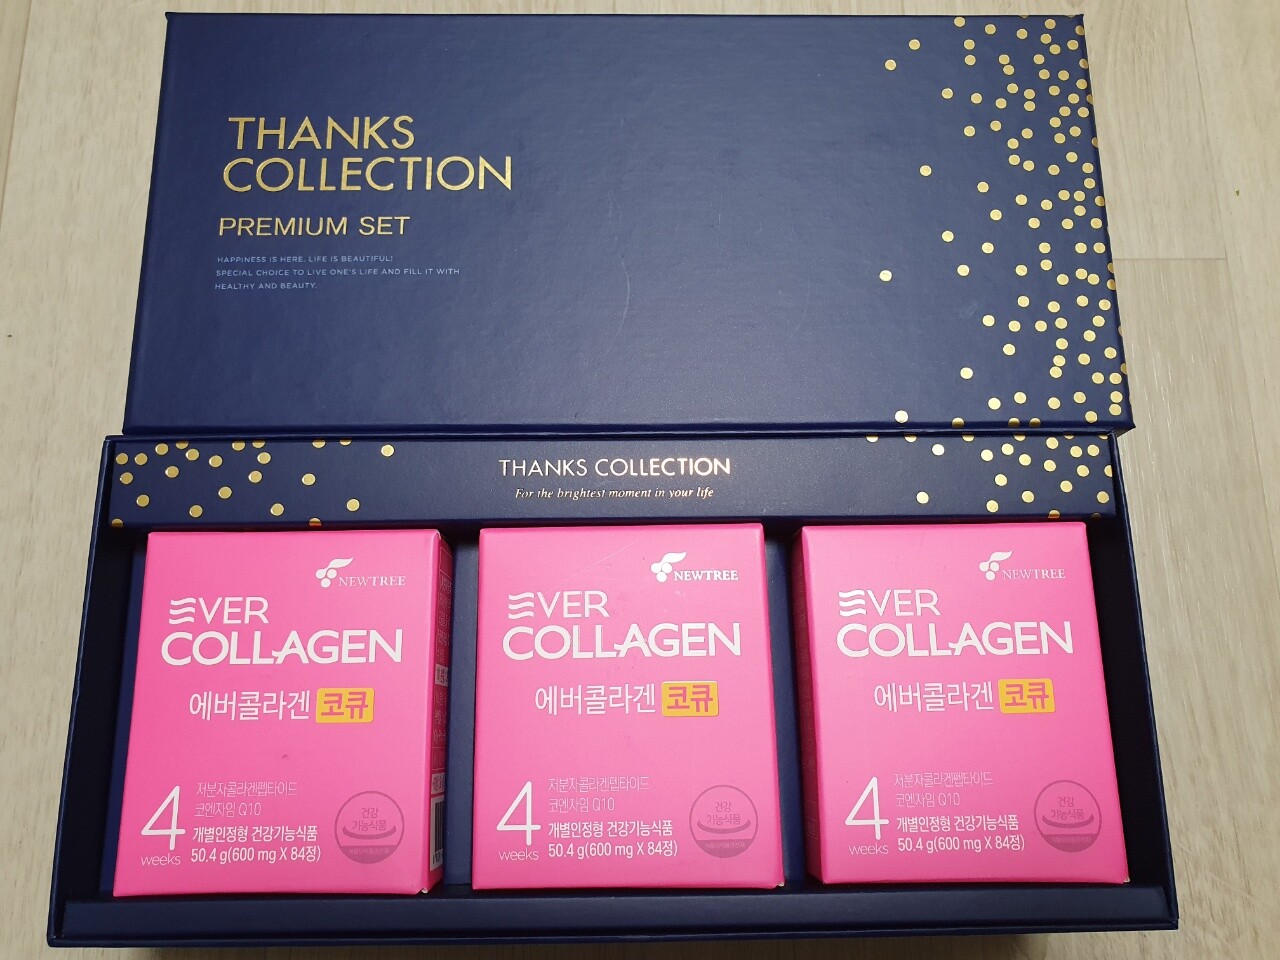 THANKS
COLLECTION
PREMIUM SET
HAPPINESS IS HERE. LIFE IS BEAUTIFUL!
SPECIAL CHOICE TO LIVE ONE'S LIFE AND FILL IT WITH
HEALTHY AND BEAUTY.
THANKS COLLECTION
For the brightest moment in your life
NEWTREE
EVER
COLLAGEN
에버콜라겐 코큐
4
weeks
저분자콜라겐펩타이드
코엔자임 Q10
개별인정형 건강기능식품
50.4 g(600 mg X 84정)
건강
기능식품
NEWTREE
EVER
COLLAGEN
에버콜라겐 코큐
4
weeks
저분자콜라겐펩타이드
코엔자임 Q10
개별인정형 건강기능식품
50.4 g(600 mg X 84정)
건강
기능식품
NEWTREE
EVER
COLLAGEN
에버콜라겐 코큐
4
weeks
저분자콜라겐펩타이드
코엔자임 Q10
개별인정형 건강기능식품
50.4 g(600 mg X 84정)
건강
기능식품